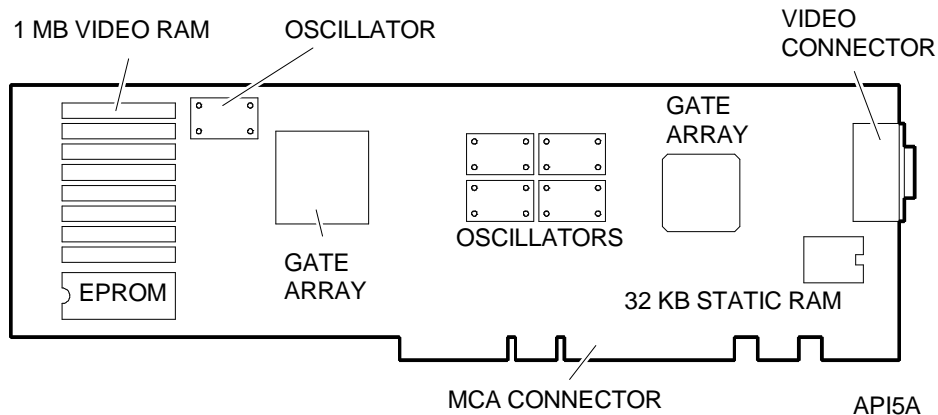 1 MB VIDEO RAM
OSCILLATOR
VIDEO
CONNECTOR
GATE
ARRAY
OSCILLATORS
GATE
ARRAY
EPROM
32 KB STATIC RAM
MCA CONNECTOR
API5A